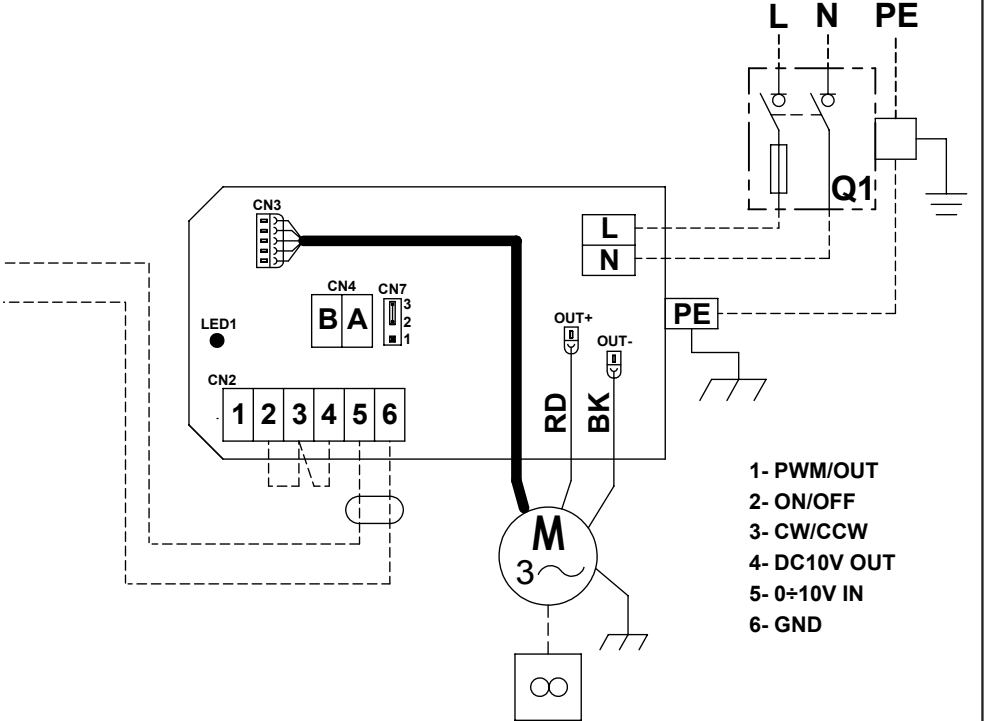 L N PE
Q1
CN3
L
N
CN4 CN7
B A
3
2
1
LED1
PE
OUT+
OUT-
CN2
1 2 3 4 5 6
RD BK
M
3
1- PWM/OUT
2- ON/OFF
3- CW/CCW
4- DC10V OUT
5- 0÷10V IN
6- GND